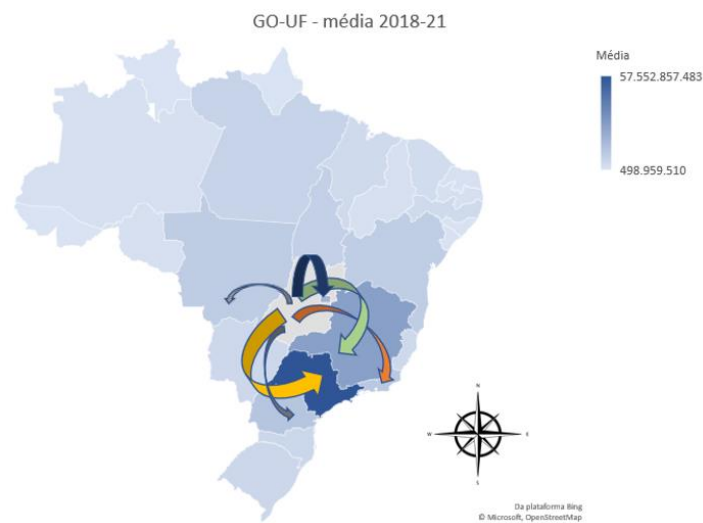 GO-UF - média 2018-21
Média
57.552.857.483
498.959.510
N
W
E
S
Da plataforma Bing
© Microsoft, OpenStreetMap